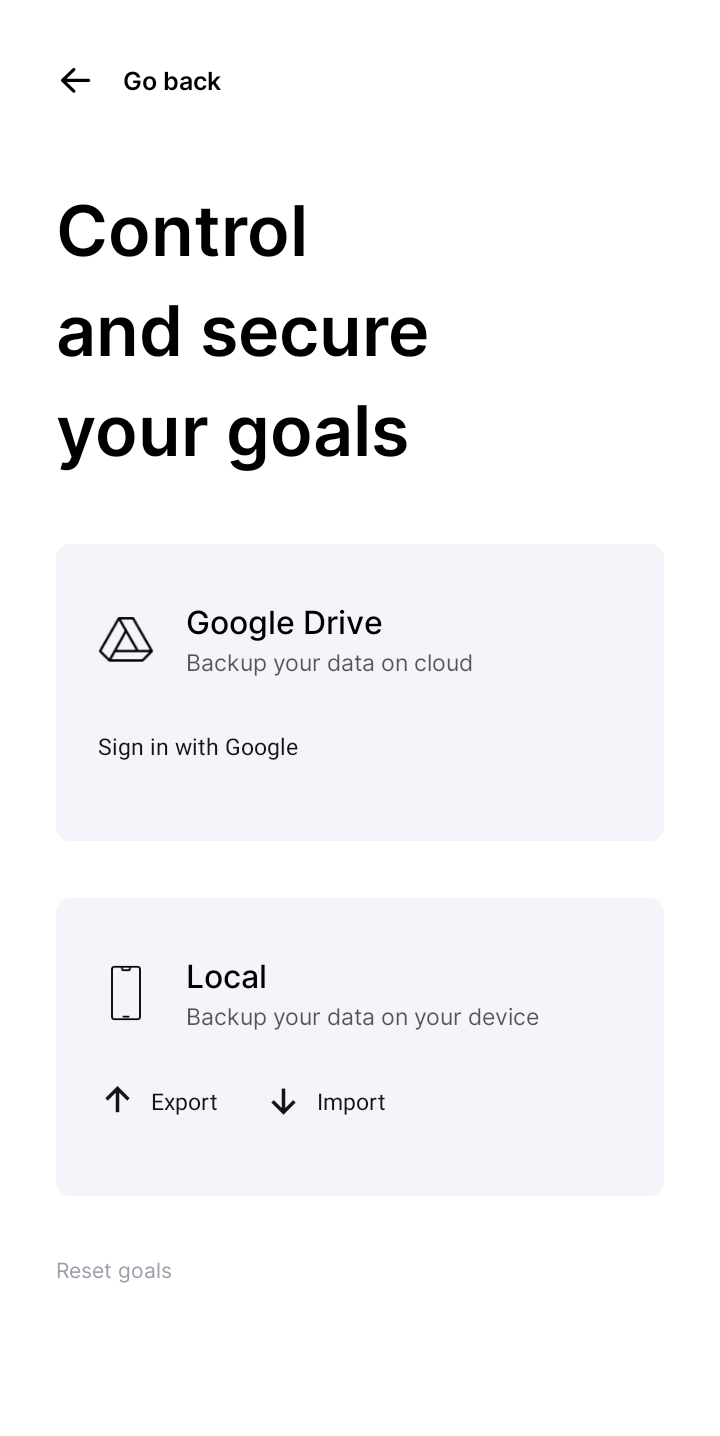 Go back
Control
and secure
your goals
Google Drive
Backup your data on cloud
Sign in with Google
Local
Backup your data on your device
Export Import
Reset goals